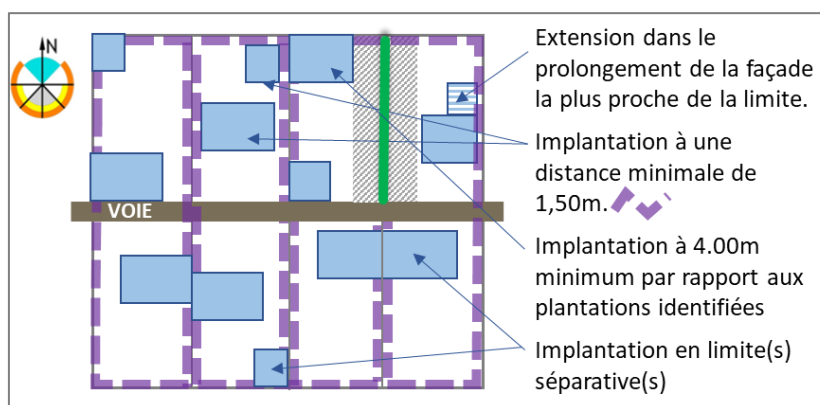 N
VOIE
Extension dans le
prolongement de la façade
la plus proche de la limite.
Implantation à une
distance minimale de
1,50m.
Implantation à 4.00m
minimum par rapport aux
plantations identifiées
Implantation en limite(s)
séparative(s)